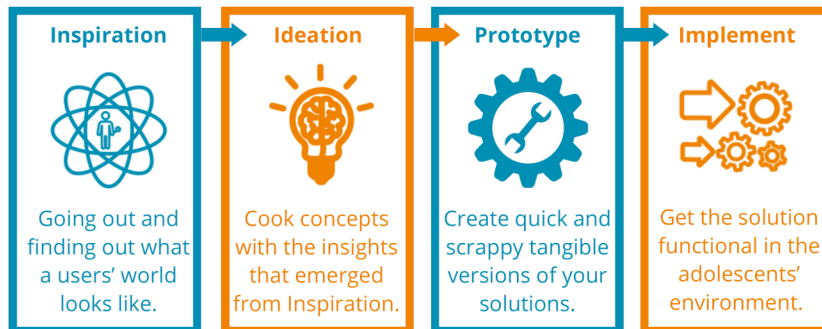 Inspiration
Going out and
finding out what
a users' world
looks like.
Ideation
Cook concepts
with the insights
that emerged
from Inspiration.
Prototype
Create quick and
scrappy tangible
versions of your
solutions.
Implement
Get the solution
functional in the
adolescents'
environment.